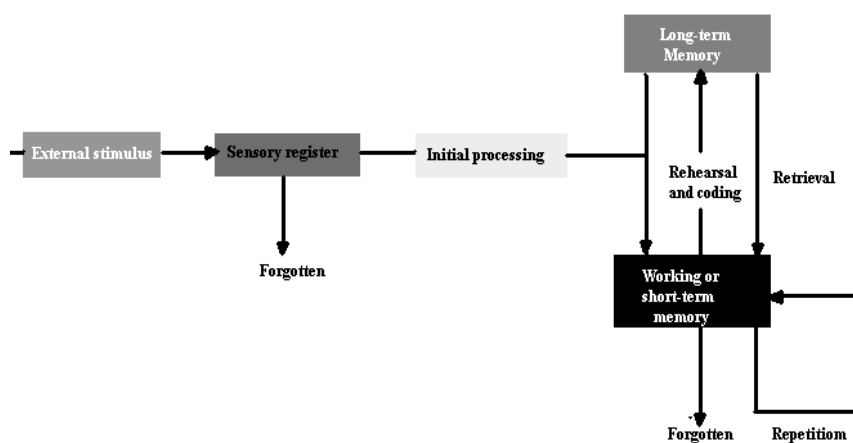 Long-term
Memory
External stimulus
Sensory register
Initial processing
Rehearsal
and coding
Retrieval
Forgotten
Working or
short-term
memory
Forgotten
Repetitiom